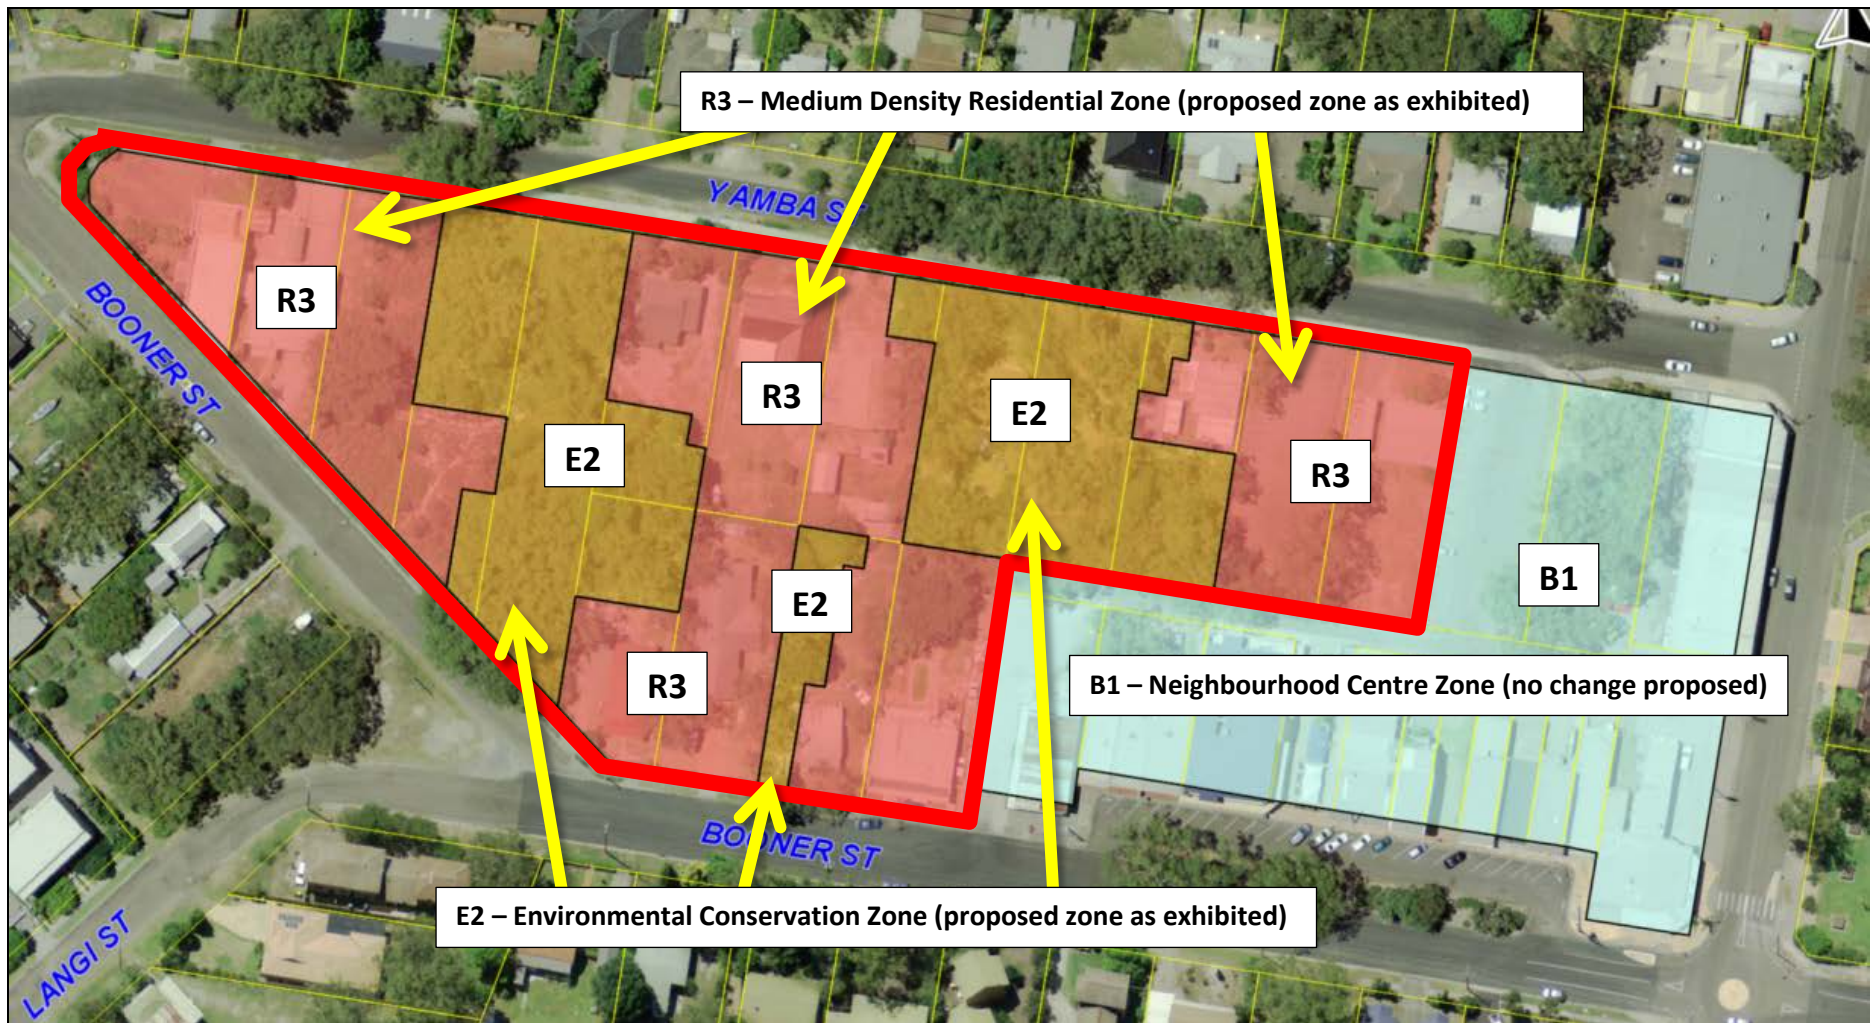 R3 – Medium Density Residential Zone (proposed zone as exhibited)
YAMBA ST
BOONER ST
R3
R3
E2
E2
R3
B1
E2
R3
B1 – Neighbourhood Centre Zone (no change proposed)
BOONER ST
E2 – Environmental Conservation Zone (proposed zone as exhibited)
LANGI ST